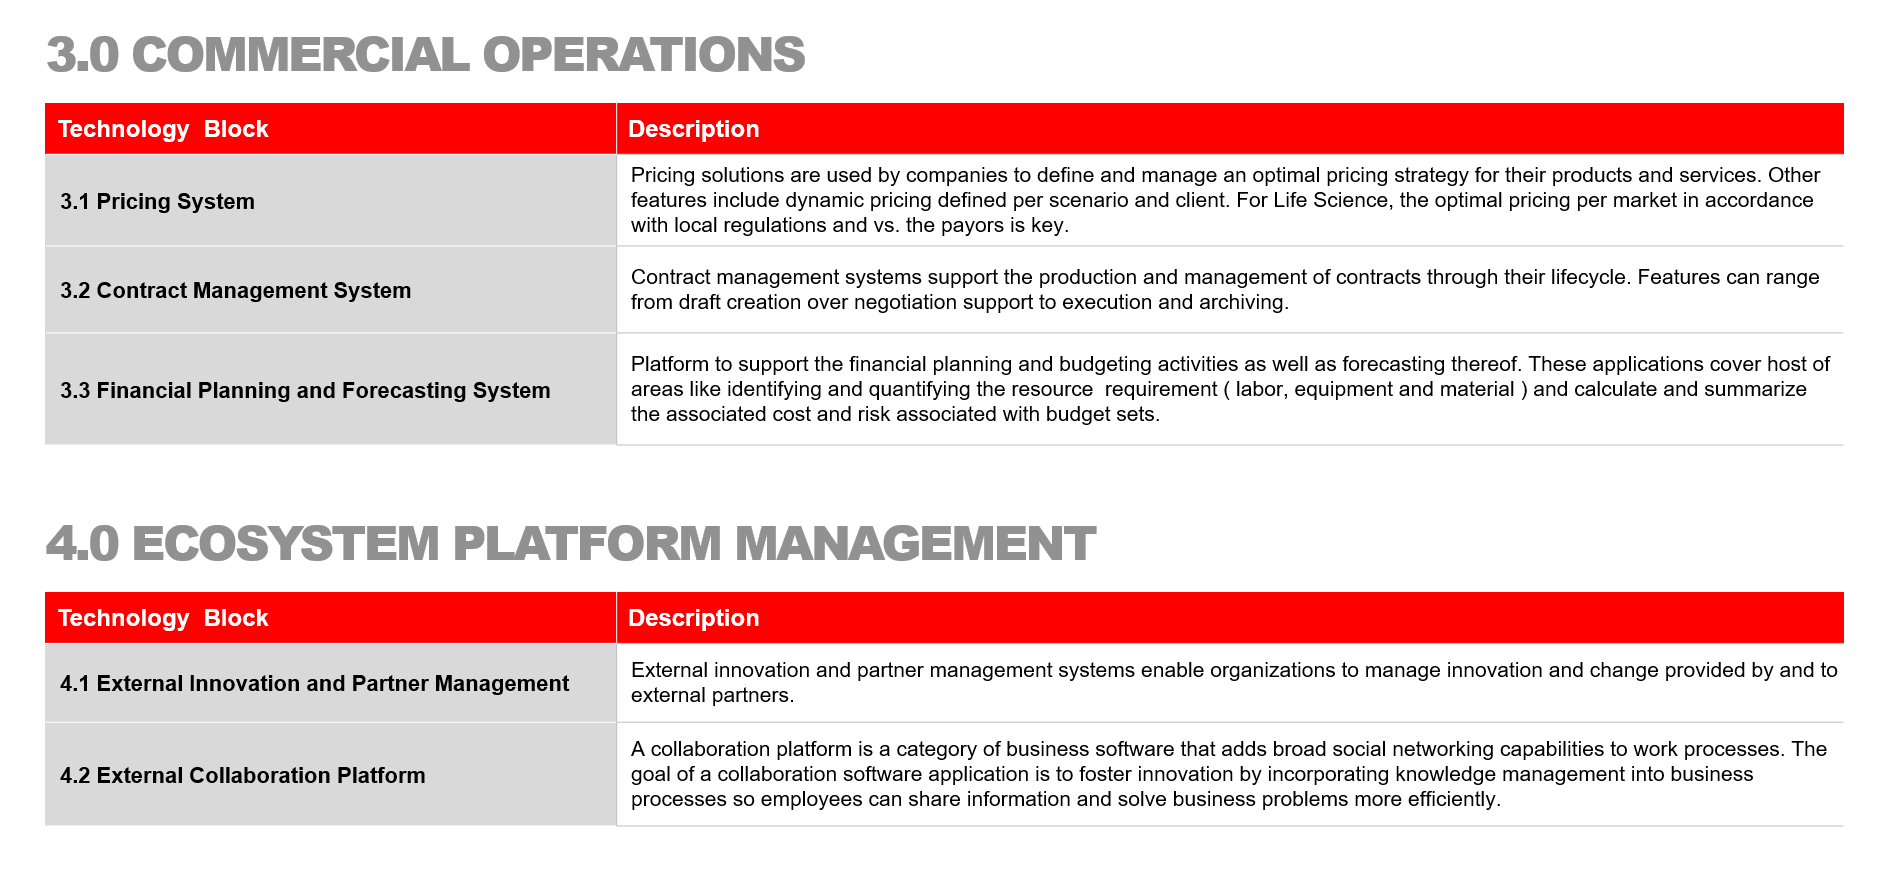 3.0 COMMERCIAL OPERATIONS
Technology  Block
Description
3.1 Pricing System
Pricing solutions are used by companies to define and manage an optimal pricing strategy for their products and services. Other
features include dynamic pricing defined per scenario and client. For Life Science, the optimal pricing per market in accordance
with local regulations and vs. the payors is key.
3.2 Contract Management System
Contract management systems support the production and management of contracts through their lifecycle. Features can range
from draft creation over negotiation support to execution and archiving.
3.3 Financial Planning and Forecasting System
Platform to support the financial planning and budgeting activities as well as forecasting thereof. These applications cover host of
areas like identifying and quantifying the resource  requirement ( labor, equipment and material ) and calculate and summarize
the associated cost and risk associated with budget sets.
4.0 ECOSYSTEM PLATFORM MANAGEMENT
Technology  Block
Description
4.1 External Innovation and Partner Management
External innovation and partner management systems enable organizations to manage innovation and change provided by and to
external partners.
4.2 External Collaboration Platform
A collaboration platform is a category of business software that adds broad social networking capabilities to work processes. The
goal of a collaboration software application is to foster innovation by incorporating knowledge management into business
processes so employees can share information and solve business problems more efficiently.